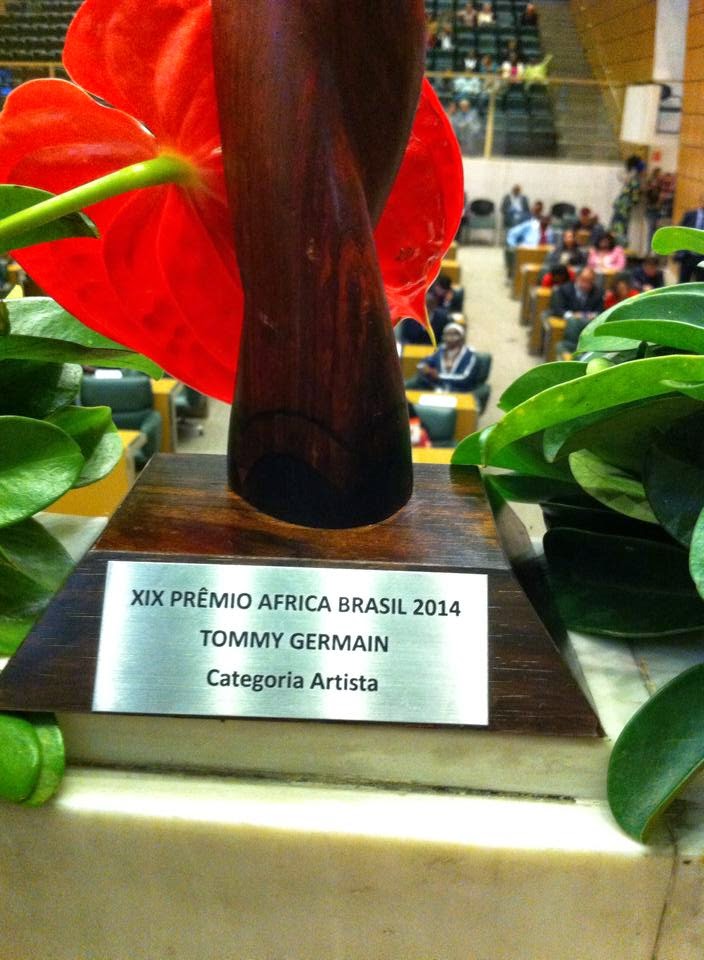 XIX PRÊMIO AFRICA BRASIL 2014
TOMMY GERMAIN
Categoria Artista